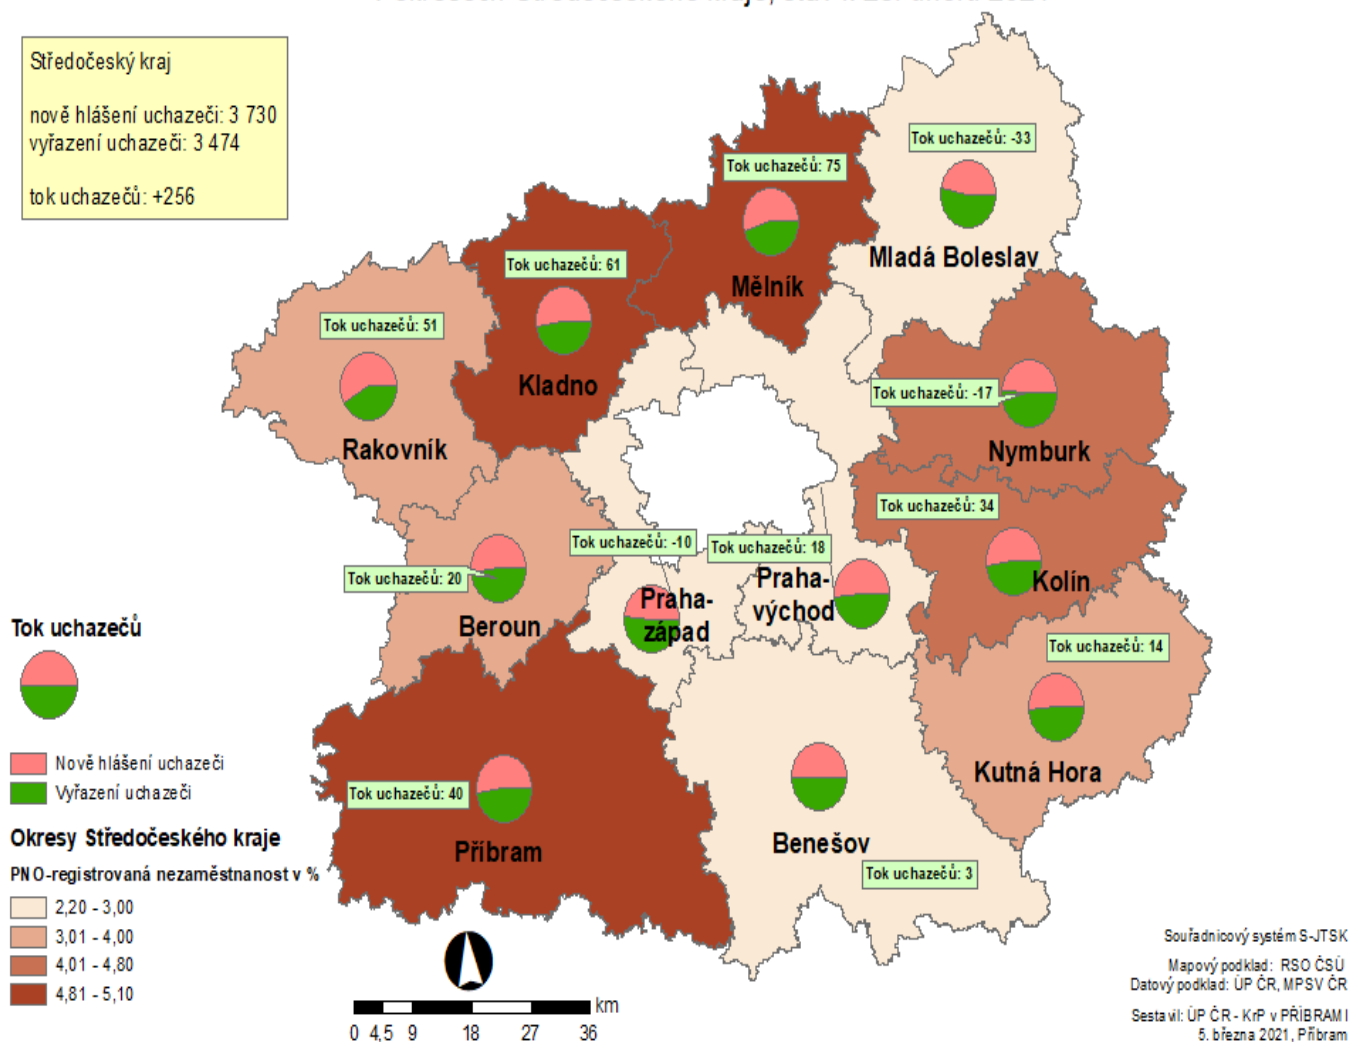 Středočeský kraj
nově hlášení uchazeči: 3 730
vyřazení uchazeči: 3 474
tok uchazečů: +256
Tok uchazečů: -33
Mladá Boleslav
Tok uchazečů: 75
Mělník
Tok uchazečů: 61
Kladno
Tok uchazečů: 51
Rakovník
Tok uchazečů: -17
Nymburk
Tok uchazečů: 34
Kolín
Tok uchazečů: -10
Praha-
západ
Tok uchazečů: 18
Praha-
východ
Tok uchazečů: 20
Beroun
Tok uchazečů: 14
Kutná Hora
Tok uchazečů: 40
Příbram
Benešov
Tok uchazečů: 3
Tok uchazečů
Nově hlášení uchazeči
Vyřazení uchazeči
Okresy Středočeského kraje
PNO-registrovaná nezaměstnanost v %
2,20 - 3,00
3,01 - 4,00
4,01 - 4,80
4,81 - 5,10
km
0 4,5 9 18 27 36
Souřadnicový systém S-JTSK
Mapový podklad: RSO ČSÚ
Datový podklad: ÚP ČR, MPSV ČR
Sestavil: ÚP ČR - KrP v PŘÍBRAMI
5. března 2021, Příbram